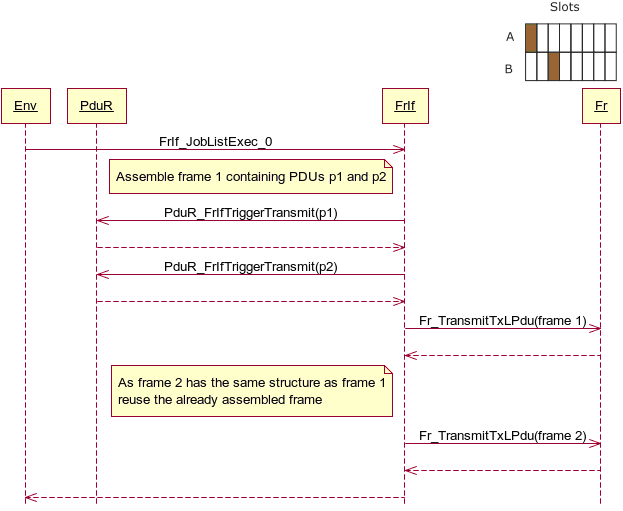 Slots
A
B
Env
PduR
FrIf
Fr
FrIf_JobListExec_0
Assemble frame 1 containing PDUs p1 and p2
PduR_FrIfTriggerTransmit(p1)
PduR_FrIfTriggerTransmit(p2)
Fr_TransmitTxLPdu(frame 1)
As frame 2 has the same structure as frame 1
reuse the already assembled frame
Fr_TransmitTxLPdu(frame 2)